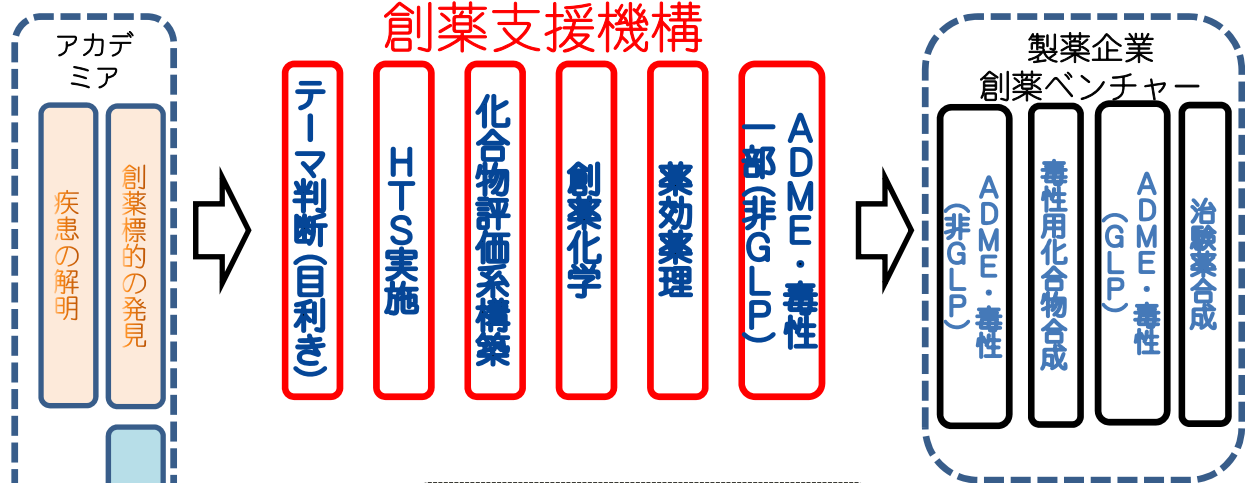 アカデ
ミア
疾患の解明
創薬標的の発見
創薬支援機構
テーマ判断(目利き)
HTS実施
化合物評価系構築
創薬化学
薬効薬理
ADME・毒性
一部(非GLP)
製薬企業
創薬ベンチャー
ADME・毒性
(非GLP)
毒性用化合物合成
ADME・毒性
(GLP)
治験薬合成